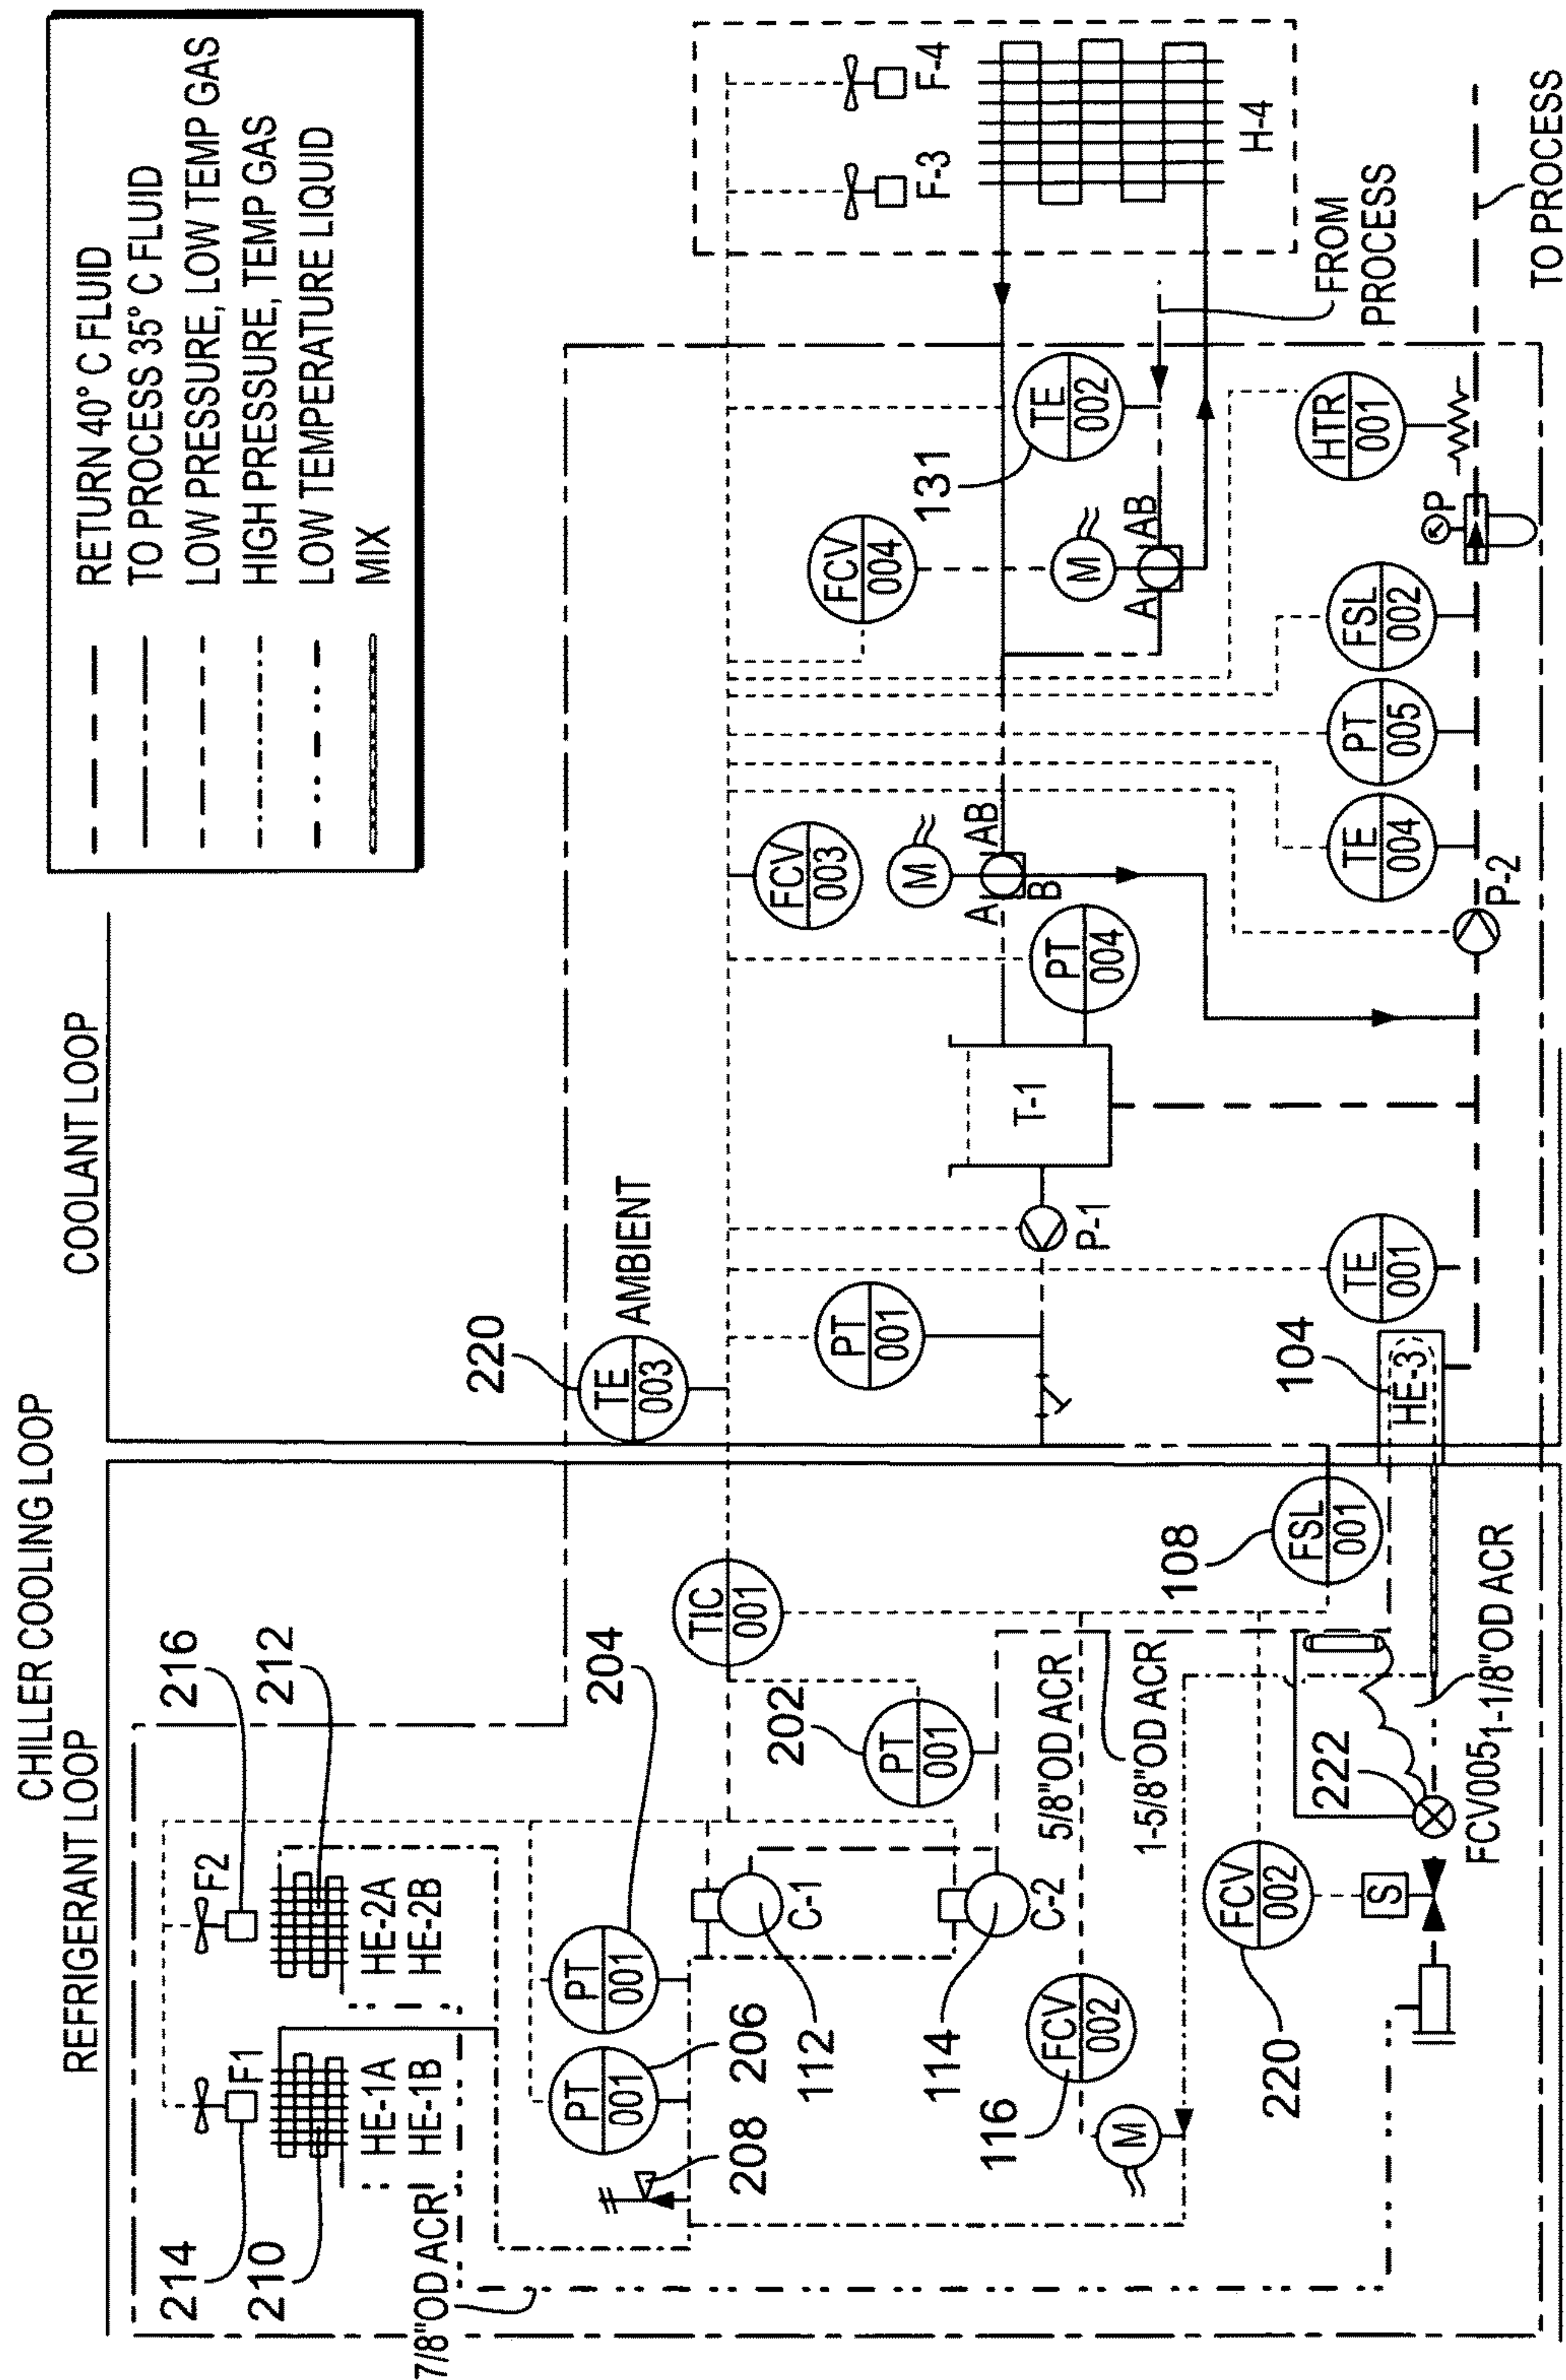 CHILLER COOLING LOOP
REFRIGERANT LOOP
COOLANT LOOP
RETURN 40° C FLUID
TO PROCESS 35° C FLUID
LOW PRESSURE, LOW TEMP GAS
HIGH PRESSURE, TEMP GAS
LOW TEMPERATURE LIQUID
MIX
214
F1
216
F2
210
HE-1A
HE-1B
212
HE-2A
HE-2B
7/8"OD ACR
204
PT
001
206
PT
001
208
TIC
001
202
PT
001
C-1
112
C-2
114
5/8"OD ACR
1-5/8"OD ACR
116
FCV
002
M
220
FCV
002
S
222
FCV005
1-1/8"OD ACR
108
FSL
001
104
HE-3
220
TE
003
AMBIENT
PT
001
TE
001
P-1
T-1
PT
004
FCV
003
M
A
AB
B
FCV
004
M
A
AB
131
TE
002
F-3
F-4
H-4
FROM
PROCESS
P-2
TE
004
PT
005
FSL
002
P
HTR
001
TO PROCESS